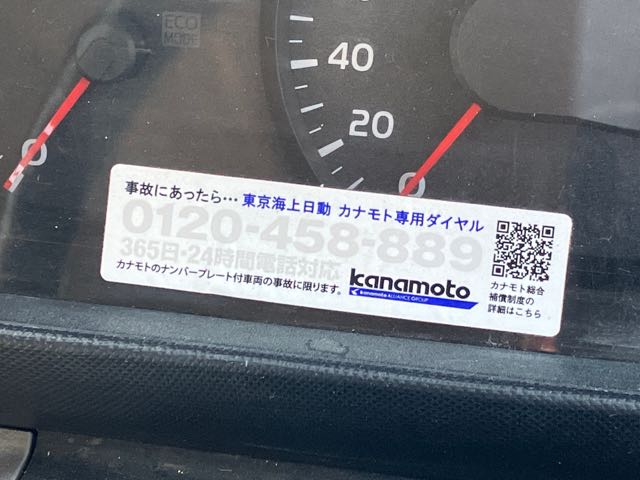 ECO
MODE
40
20
0
0
事故にあったら… 東京海上日動 カナモト専用ダイヤル
0120-458-889
365日・24時間電話対応
カナモトのナンバープレート付車両の事故に限ります。
kanamoto
kanamoto ALLIANCE GROUP
カナモト総合
補償制度の
詳細はこちら